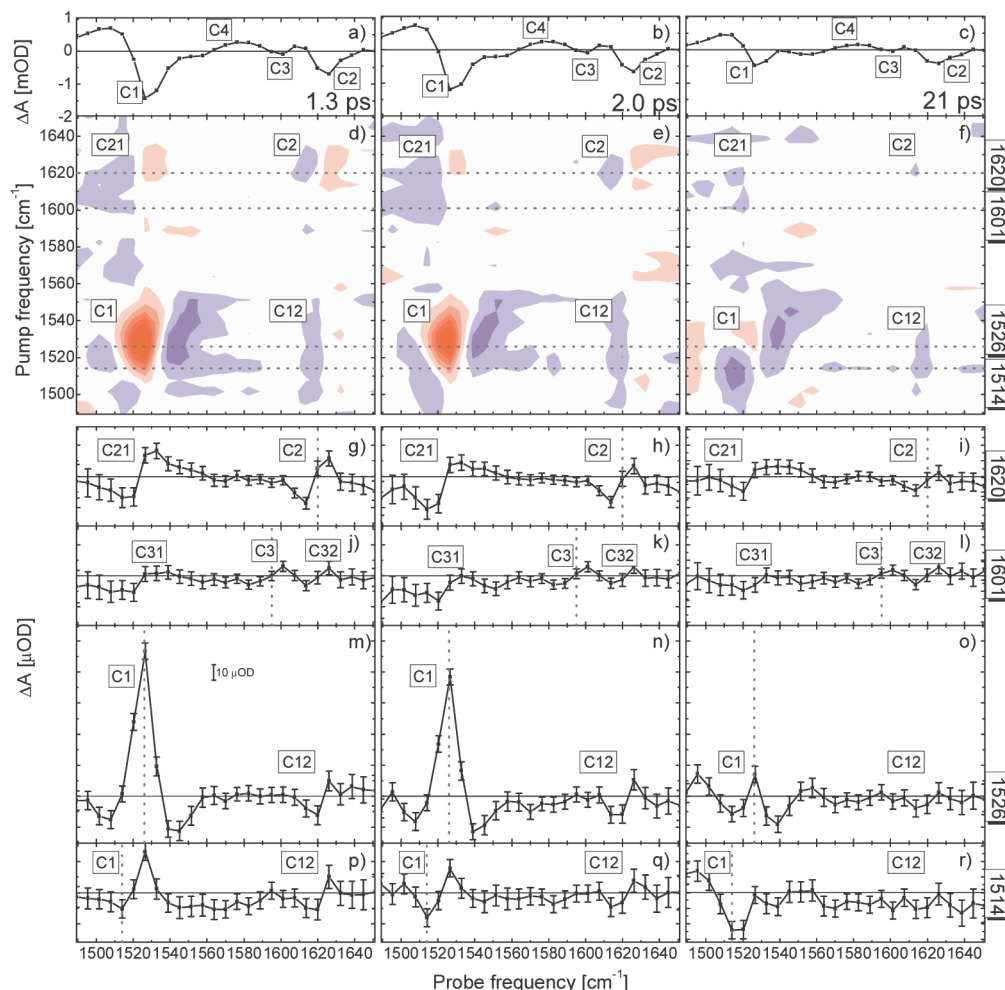 ΔA [mOD]
1
0
-1
-2
a)
C4
C3
C1
C2
1.3 ps
b)
C4
C3
C1
C2
2.0 ps
c)
C4
C1
C3
C2
21 ps
Pump frequency [cm-1]
1640
1620
1600
1580
1560
1540
1520
1500
d)
C21
C2
C1
C12
e)
C21
C2
C1
C12
f)
C21
C2
C1
C12
1620
1601
1526
1514
ΔA [µOD]
g)
C21
C2
h)
C21
C2
i)
C21
C2
1620
j)
C31
C3
C32
k)
C31
C3
C32
l)
C31
C3
C32
1601
m)
C1
10 µOD
C12
n)
C1
C12
o)
C1
C12
1526
p)
C1
C12
q)
C1
C12
r)
C1
C12
1514
1500 1520 1540 1560 1580 1600 1620 1640
1500 1520 1540 1560 1580 1600 1620 1640
1500 1520 1540 1560 1580 1600 1620 1640
Probe frequency [cm-1]